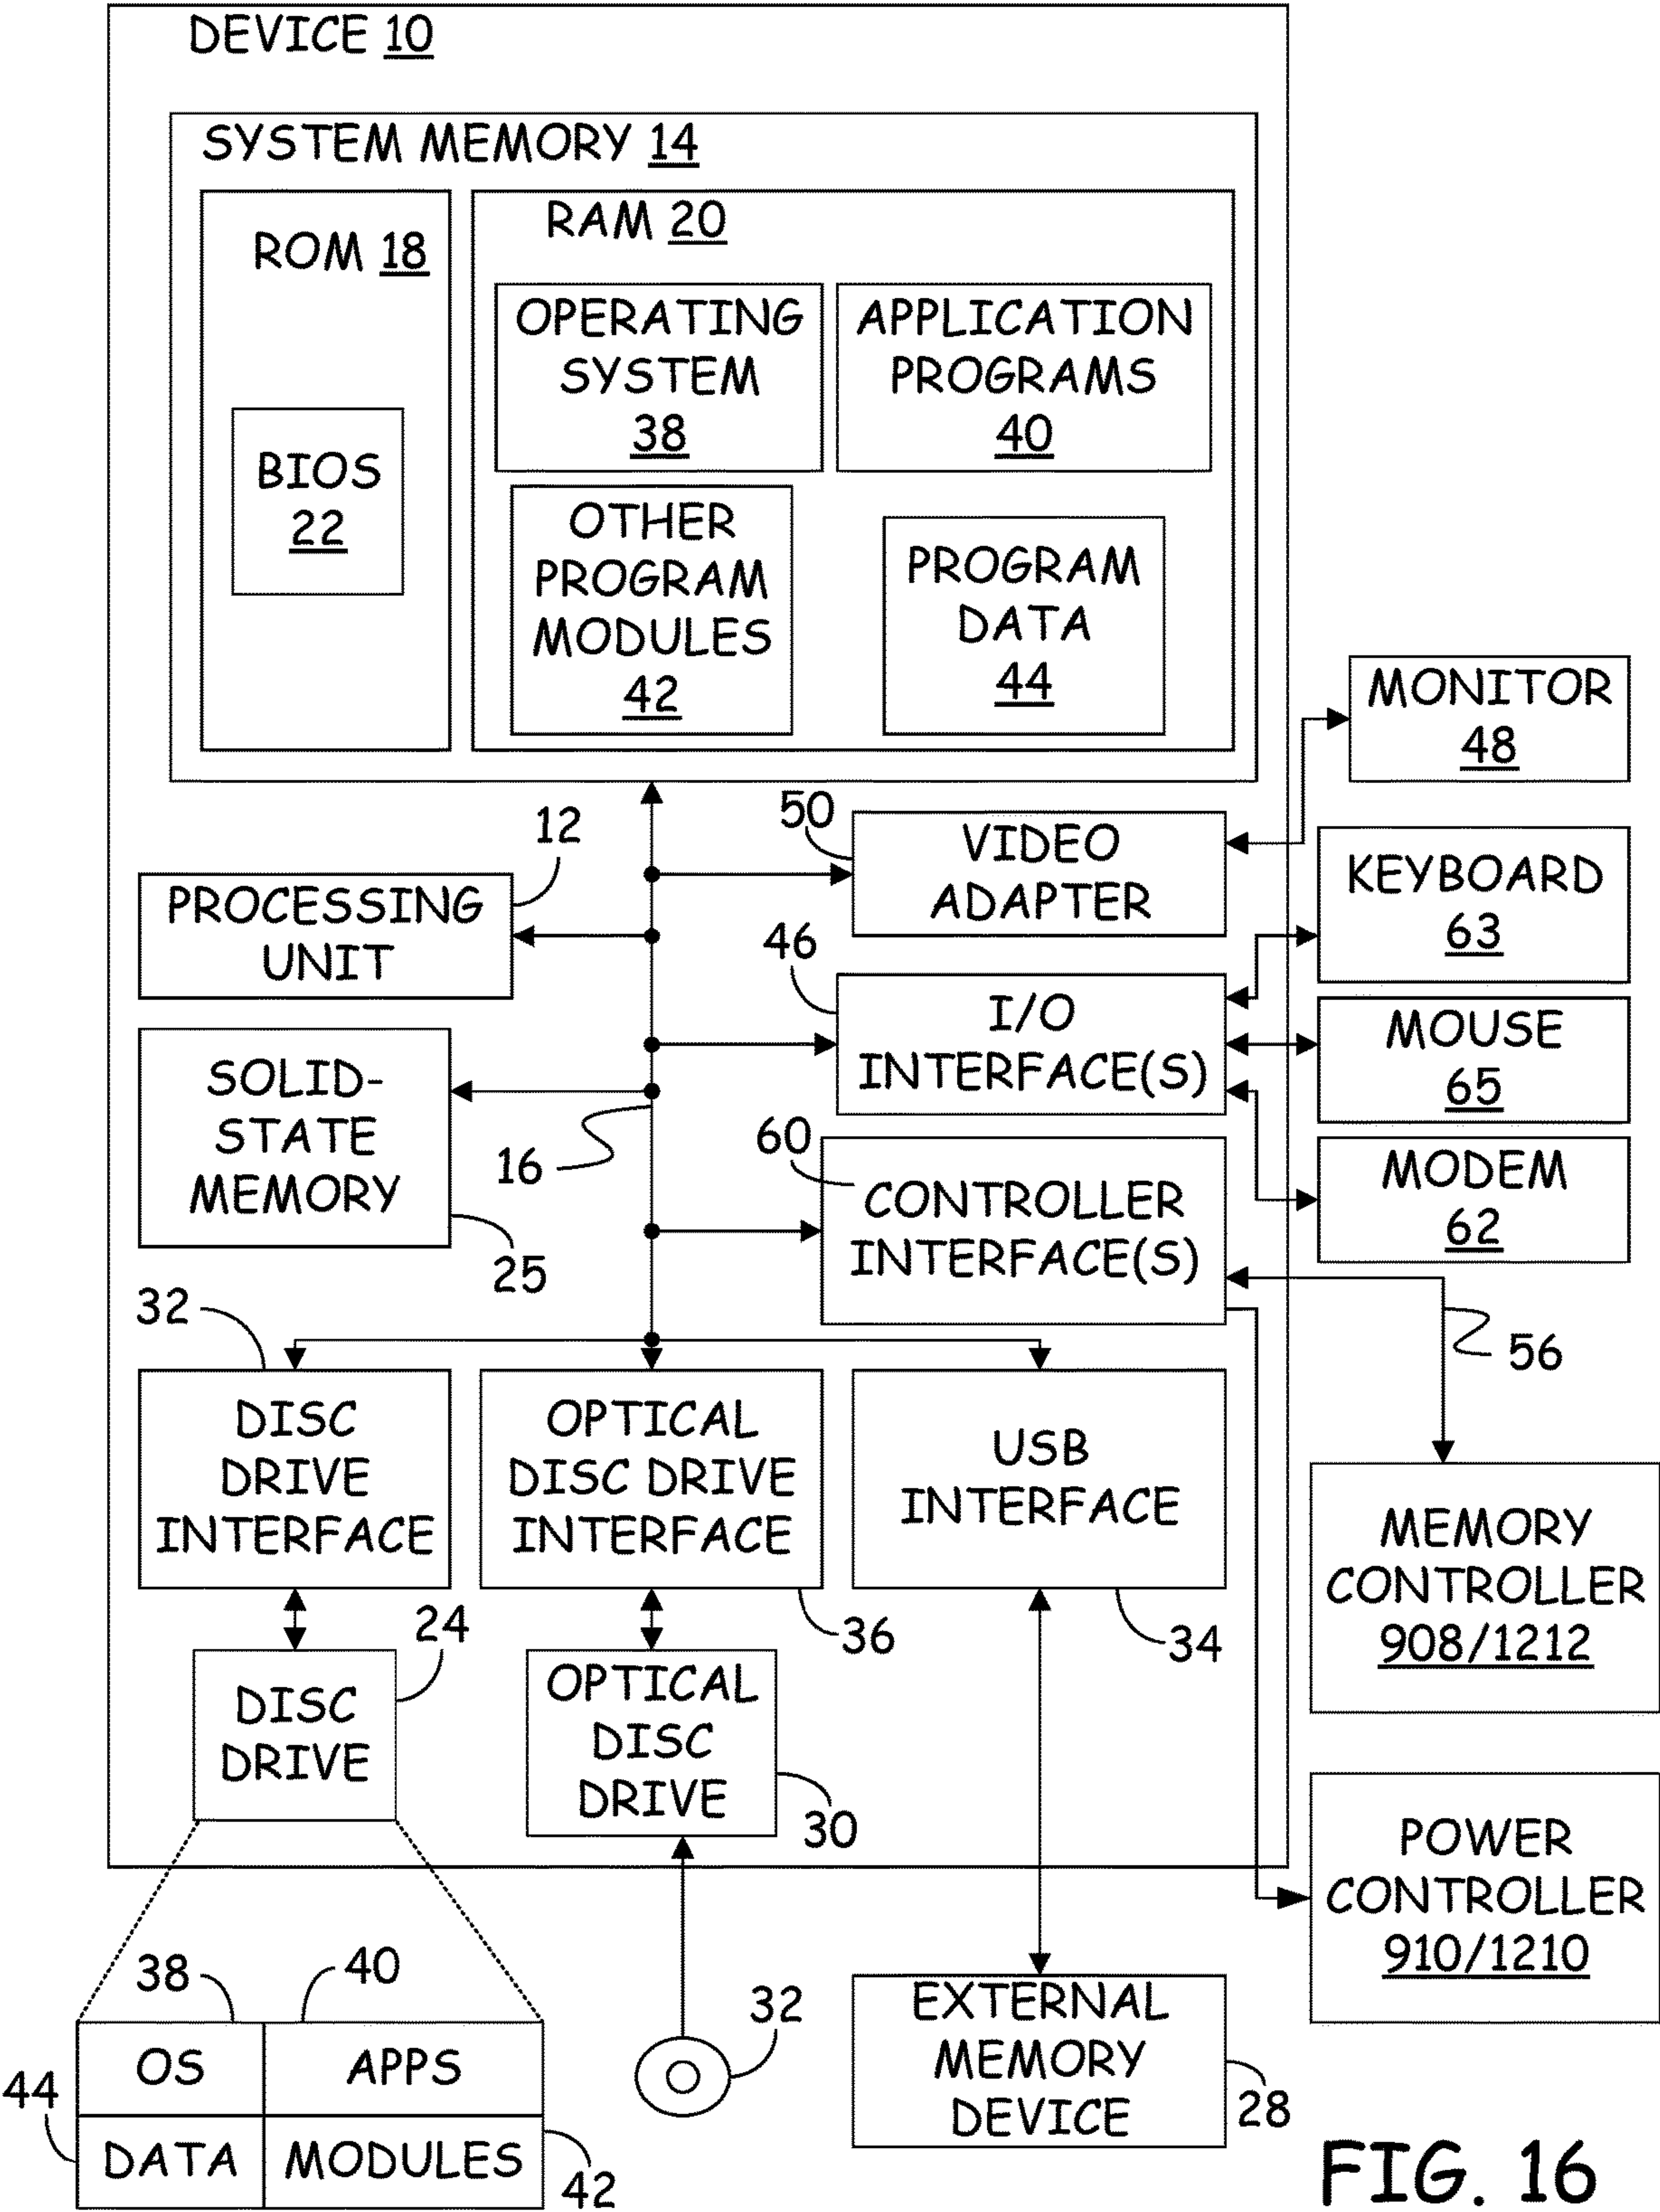 DEVICE 10
SYSTEM MEMORY 14
ROM 18
BIOS
22
RAM 20
OPERATING
SYSTEM
38
APPLICATION
PROGRAMS
40
OTHER
PROGRAM
MODULES
42
PROGRAM
DATA
44
MONITOR
48
12
PROCESSING
UNIT
50
VIDEO
ADAPTER
KEYBOARD
63
46
I/O
INTERFACE(S)
MOUSE
65
SOLID-
STATE
MEMORY
25
16
60
CONTROLLER
INTERFACE(S)
MODEM
62
56
32
DISC
DRIVE
INTERFACE
OPTICAL
DISC DRIVE
INTERFACE
36
USB
INTERFACE
34
MEMORY
CONTROLLER
908/1212
24
DISC
DRIVE
OPTICAL
DISC
DRIVE
30
POWER
CONTROLLER
910/1210
38
40
OS
APPS
44
DATA
MODULES
42
32
EXTERNAL
MEMORY
DEVICE
28
FIG. 16